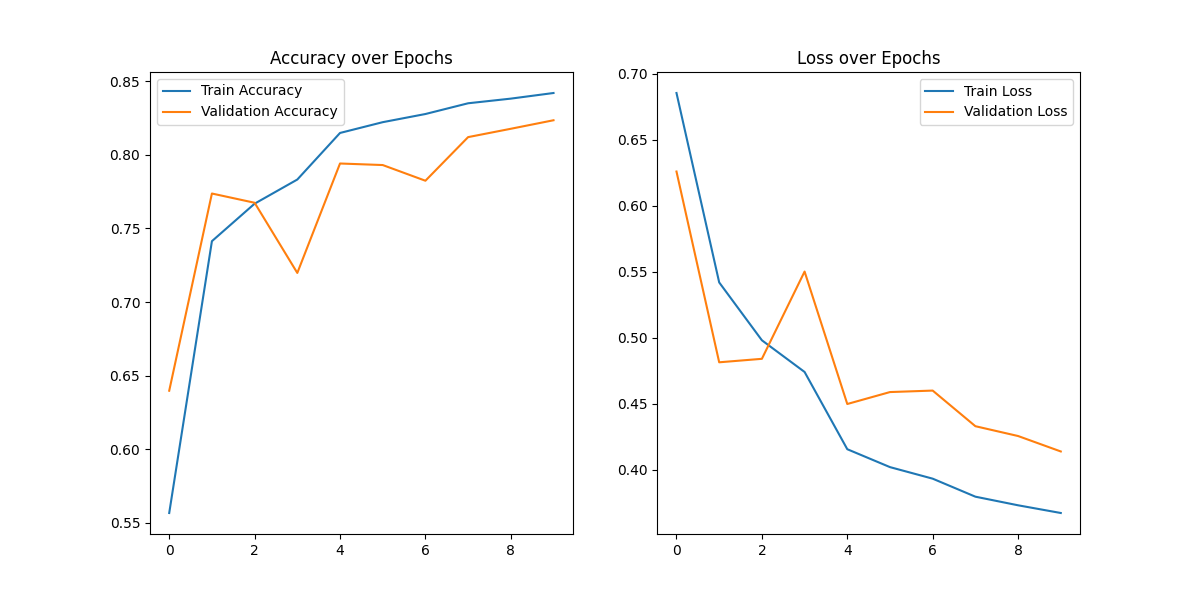 Accuracy over Epochs
Train Accuracy
Validation Accuracy
0.85
0.80
0.75
0.70
0.65
0.60
0.55
0 2 4 6 8
Loss over Epochs
Train Loss
Validation Loss
0.70
0.65
0.60
0.55
0.50
0.45
0.40
0 2 4 6 8